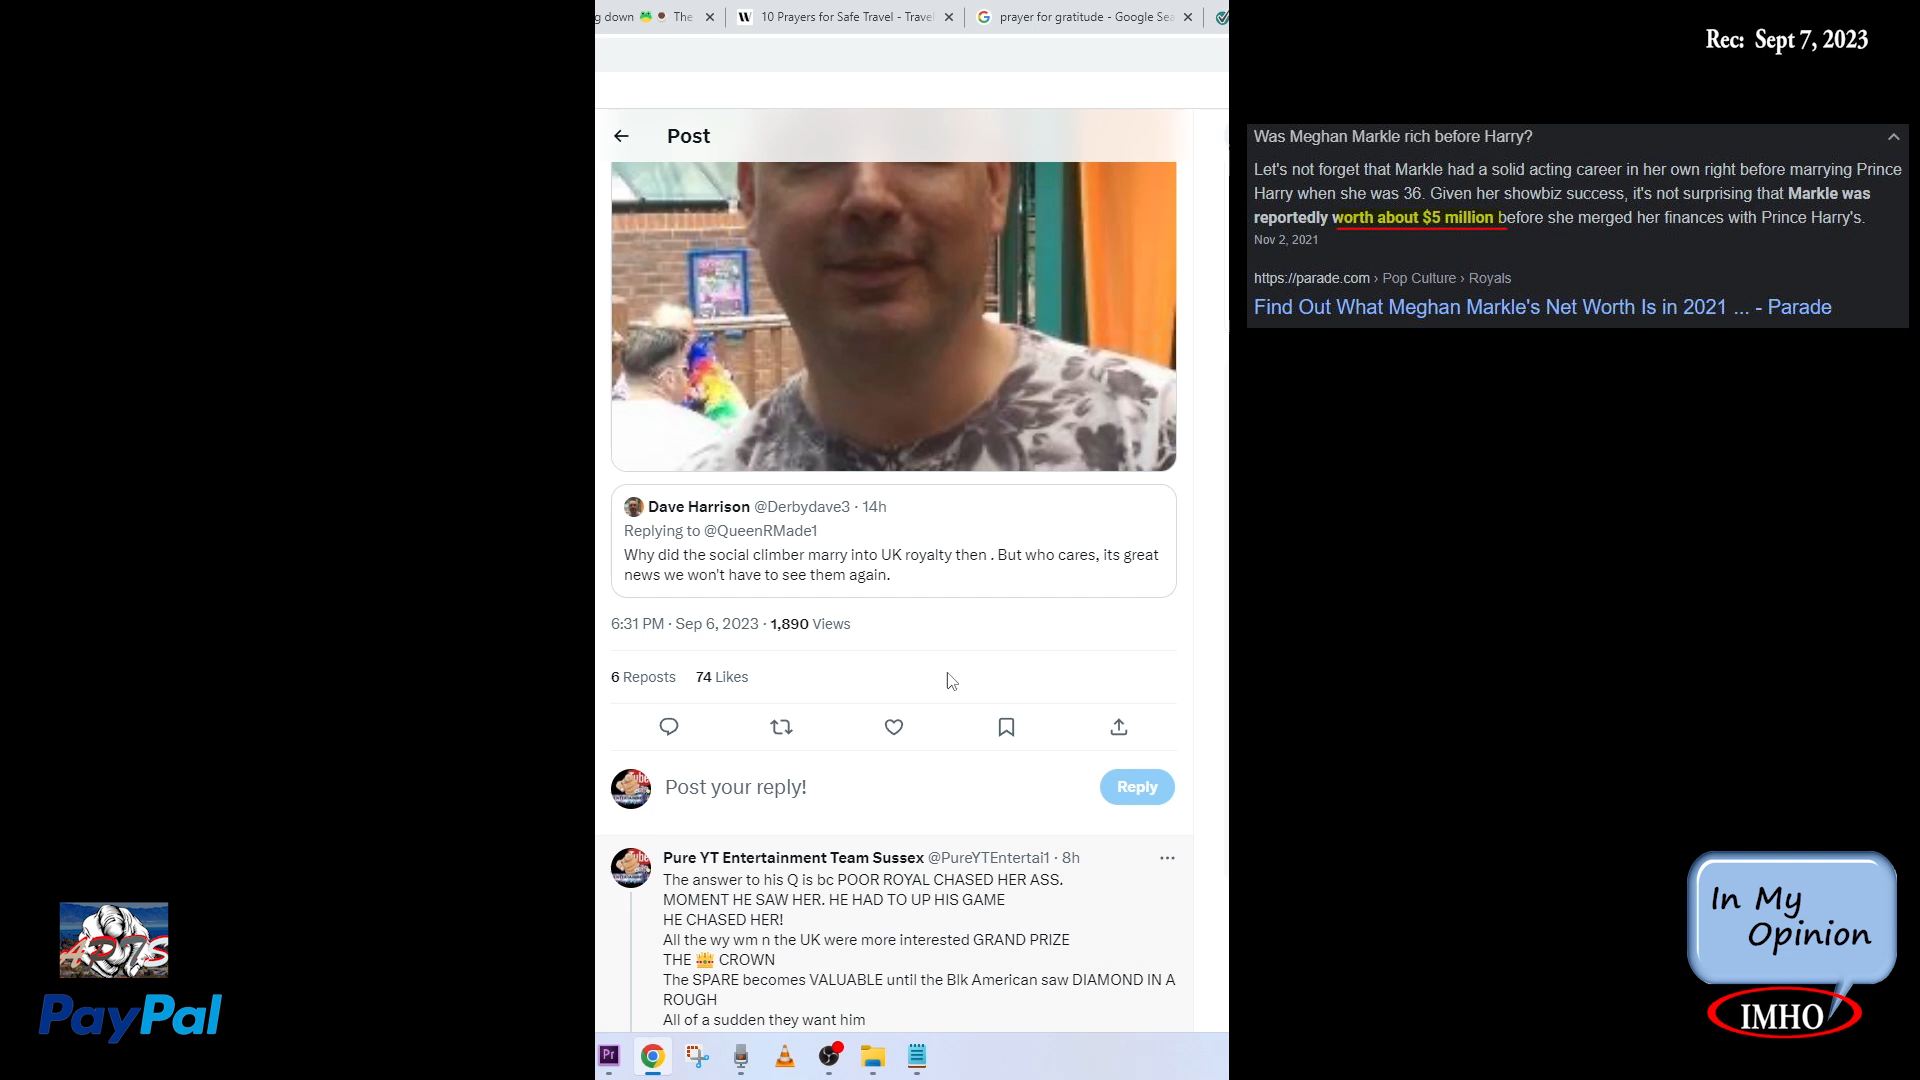 g down 🐸 The
10 Prayers for Safe Travel - Travel
prayer for gratitude - Google Sea
Post
Dave Harrison @Derbydave3 · 14h
Replying to @QueenRMade1
Why did the social climber marry into UK royalty then . But who cares, its great
news we won't have to see them again.
6:31 PM · Sep 6, 2023 · 1,890 Views
6 Reposts 74 Likes
Post your reply!
Reply
Pure YT Entertainment Team Sussex @PureYTEntertai1 · 8h
The answer to his Q is bc POOR ROYAL CHASED HER ASS.
MOMENT HE SAW HER. HE HAD TO UP HIS GAME
HE CHASED HER!
All the wy wm n the UK were more interested GRAND PRIZE
THE 👑 CROWN
The SPARE becomes VALUABLE until the Blk American saw DIAMOND IN A
ROUGH
All of a sudden they want him
Pr
Rec: Sept 7, 2023
Was Meghan Markle rich before Harry?
Let's not forget that Markle had a solid acting career in her own right before marrying Prince
Harry when she was 36. Given her showbiz success, it's not surprising that Markle was
reportedly worth about $5 million before she merged her finances with Prince Harry's.
Nov 2, 2021
https://parade.com › Pop Culture › Royals
Find Out What Meghan Markle's Net Worth Is in 2021 ... - Parade
PayPal
In My
Opinion
IMHO